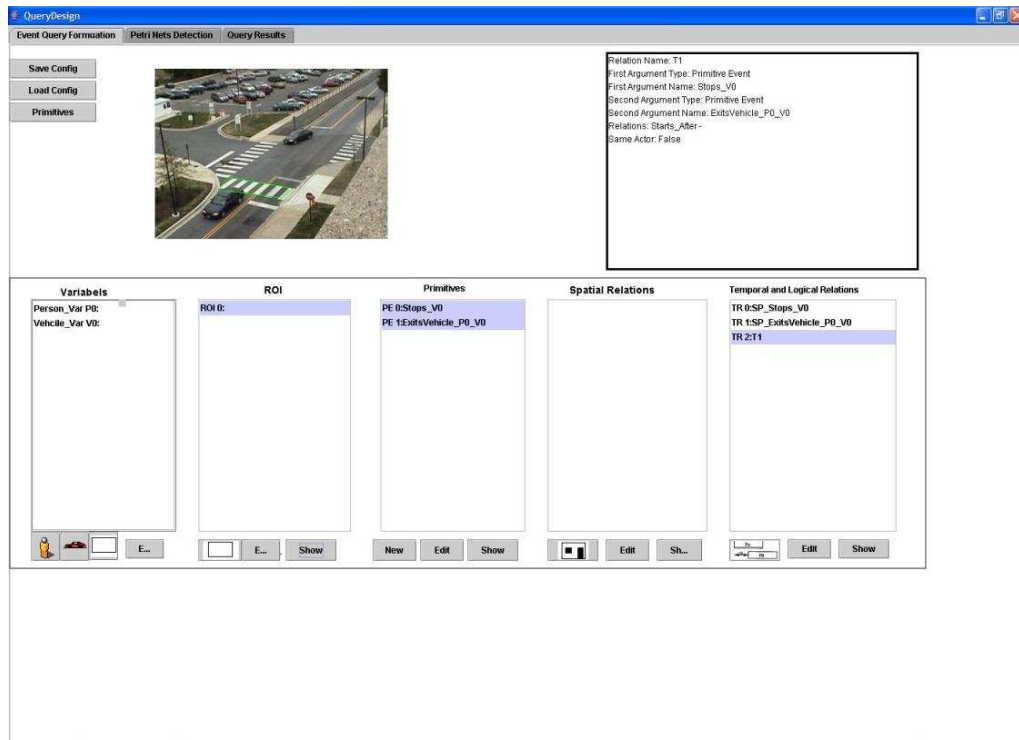 QueryDesign
Event Query Formuation Petri Nets Detection Query Results
Save Config
Load Config
Primitives
Relation Name: T1
First Argument Type: Primitive Event
First Argument Name: Stops_V0
Second Argument Type: Primitive Event
Second Argument Name: ExitsVehicle_P0_V0
Relations: Starts_After-
Same Actor: False
Variabels
Person_Var P0:
Vehcile_Var V0:
E...
ROI
ROI 0:
E... Show
Primitives
PE 0:Stops_V0
PE 1:ExitsVehicle_P0_V0
New Edit Show
Spatial Relations
Edit Sh...
Temporal and Logical Relations
TR 0:SP_Stops_V0
TR 1:SP_ExitsVehicle_P0_V0
TR 2:T1
Edit Show